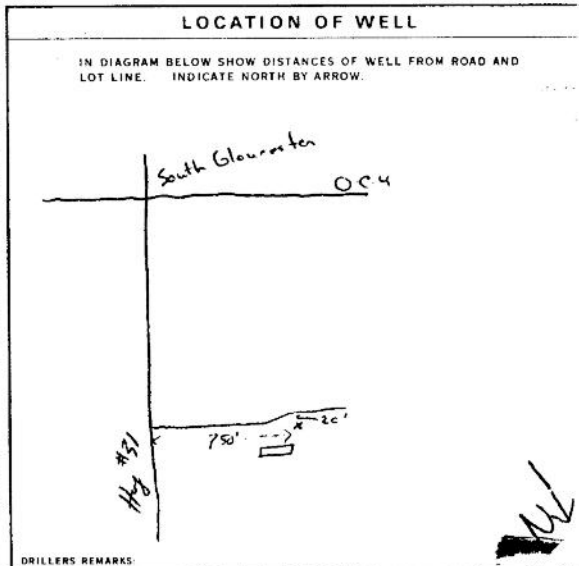 LOCATION OF WELL
IN DIAGRAM BELOW SHOW DISTANCES OF WELL FROM ROAD AND
LOT LINE. INDICATE NORTH BY ARROW.
South Gloucester
750'
x 20'
Hwy #31
N
DRILLERS REMARKS: